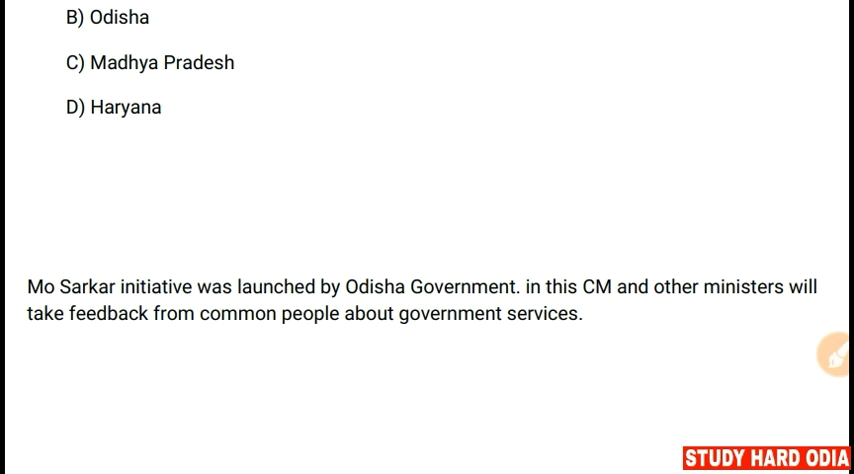 B) Odisha
C) Madhya Pradesh
D) Haryana
Mo Sarkar initiative was launched by Odisha Government. in this CM and other ministers will
take feedback from common people about government services.
STUDY HARD ODIA